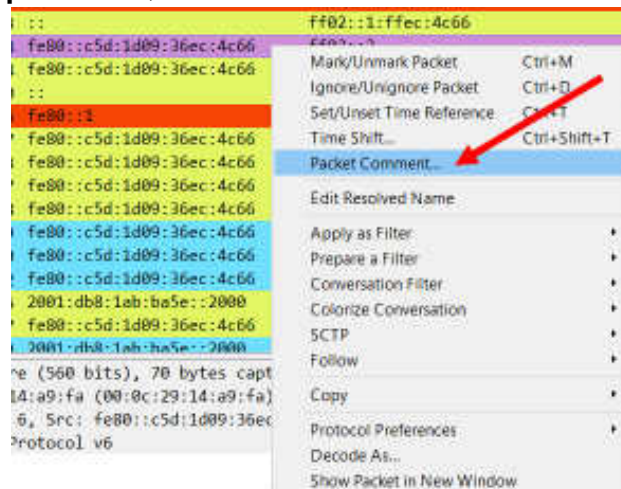 :: ff02::1:ffec:4c66
fe80::c5d:1d09:36ec:4c66
fe80::c5d:1d09:36ec:4c66
::
fe80::1
fe80::c5d:1d09:36ec:4c66
fe80::c5d:1d09:36ec:4c66
fe80::c5d:1d09:36ec:4c66
fe80::c5d:1d09:36ec:4c66
fe80::c5d:1d09:36ec:4c66
fe80::c5d:1d09:36ec:4c66
fe80::c5d:1d09:36ec:4c66
2001:db8:1ab:ba5e::2000
fe80::c5d:1d09:36ec:4c66
2001:db8:1ab:ba5e::2000
re (560 bits), 70 bytes capt
14:a9:fa (00:0c:29:14:a9:fa)
6, Src: fe80::c5d:1d09:36ec
Protocol v6
Mark/Unmark Packet Ctrl+M
Ignore/Unignore Packet Ctrl+D
Set/Unset Time Reference Ctrl+T
Time Shift... Ctrl+Shift+T
Packet Comment...
Edit Resolved Name
Apply as Filter
Prepare a Filter
Conversation Filter
Colorize Conversation
SCTP
Follow
Copy
Protocol Preferences
Decode As...
Show Packet in New Window